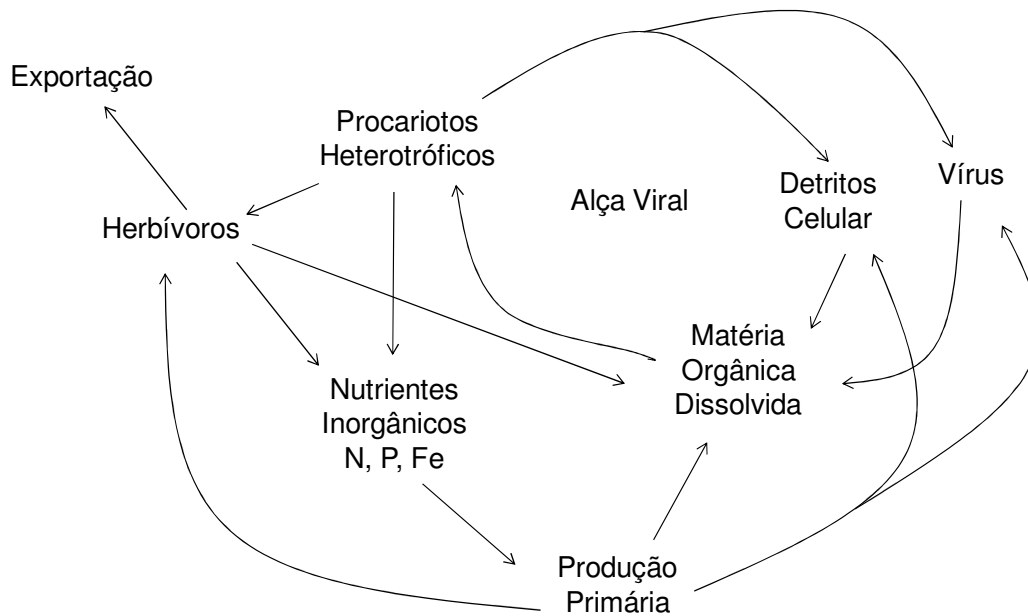 Exportação
Procariotos
Heterotróficos
Herbívoros
Alça Viral
Detritos
Celular
Vírus
Matéria
Orgânica
Dissolvida
Nutrientes
Inorgânicos
N, P, Fe
Produção
Primária